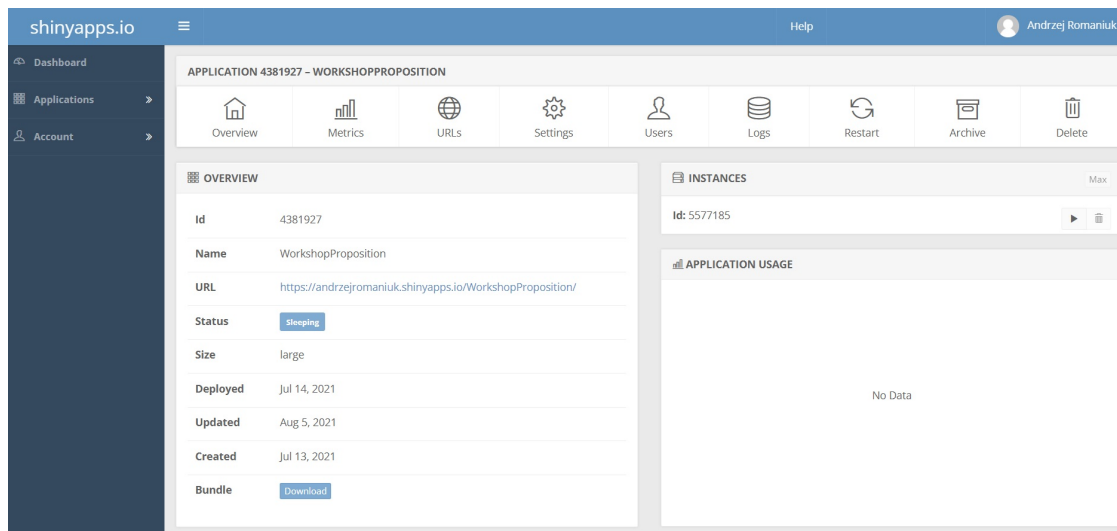 shinyapps.io
Help
Andrzej Romaniuk
Dashboard
Applications
Account
APPLICATION 4381927 – WORKSHOPPROPOSITION
Overview
Metrics
URLs
Settings
Users
Logs
Restart
Archive
Delete
OVERVIEW
Id 4381927
Name WorkshopProposition
URL https://andrzejromaniuk.shinyapps.io/WorkshopProposition/
Status Sleeping
Size large
Deployed Jul 14, 2021
Updated Aug 5, 2021
Created Jul 13, 2021
Bundle Download
INSTANCES
Max
Id: 5577185
APPLICATION USAGE
No Data